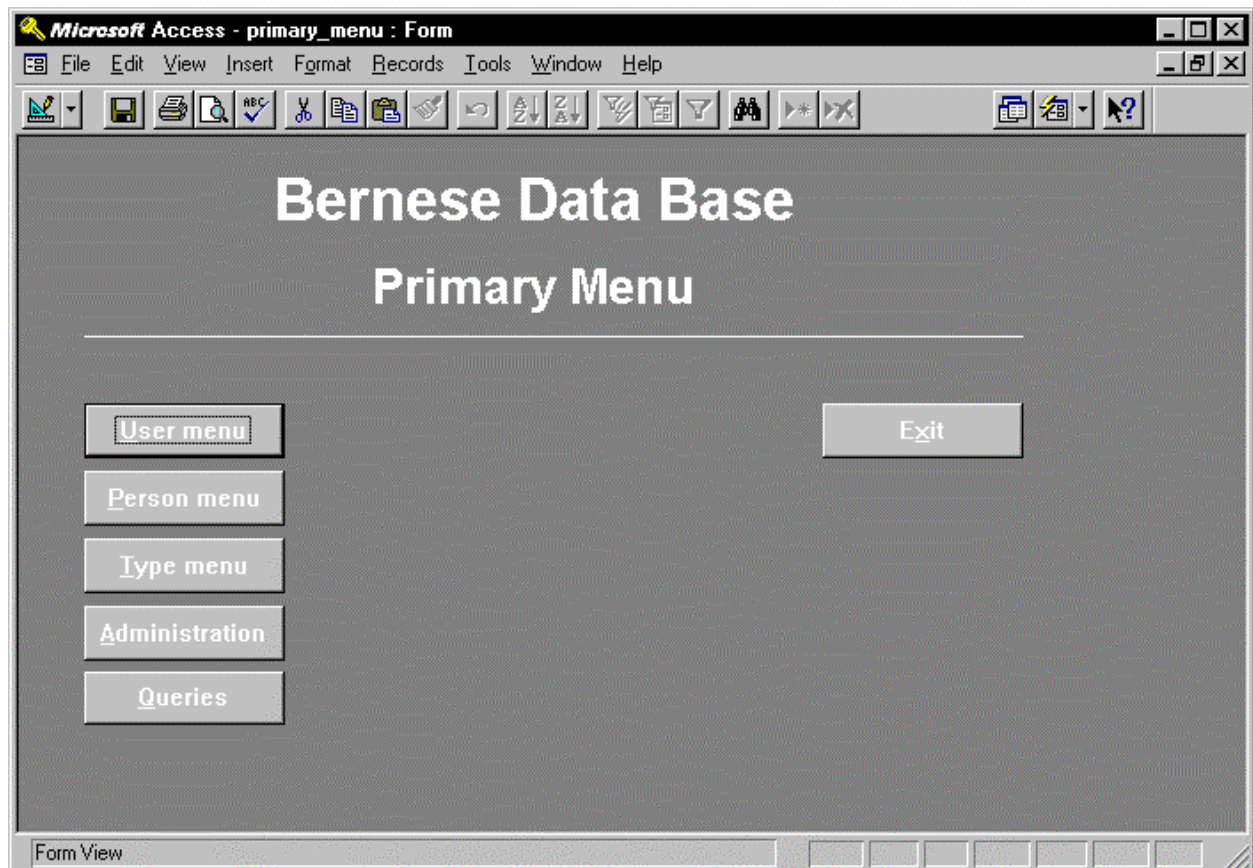 Microsoft Access - primary_menu : Form
File Edit View Insert Format Records Tools Window Help
ABC
Bernese Data Base
Primary Menu
User menu
Exit
Person menu
Type menu
Administration
Queries
Form View